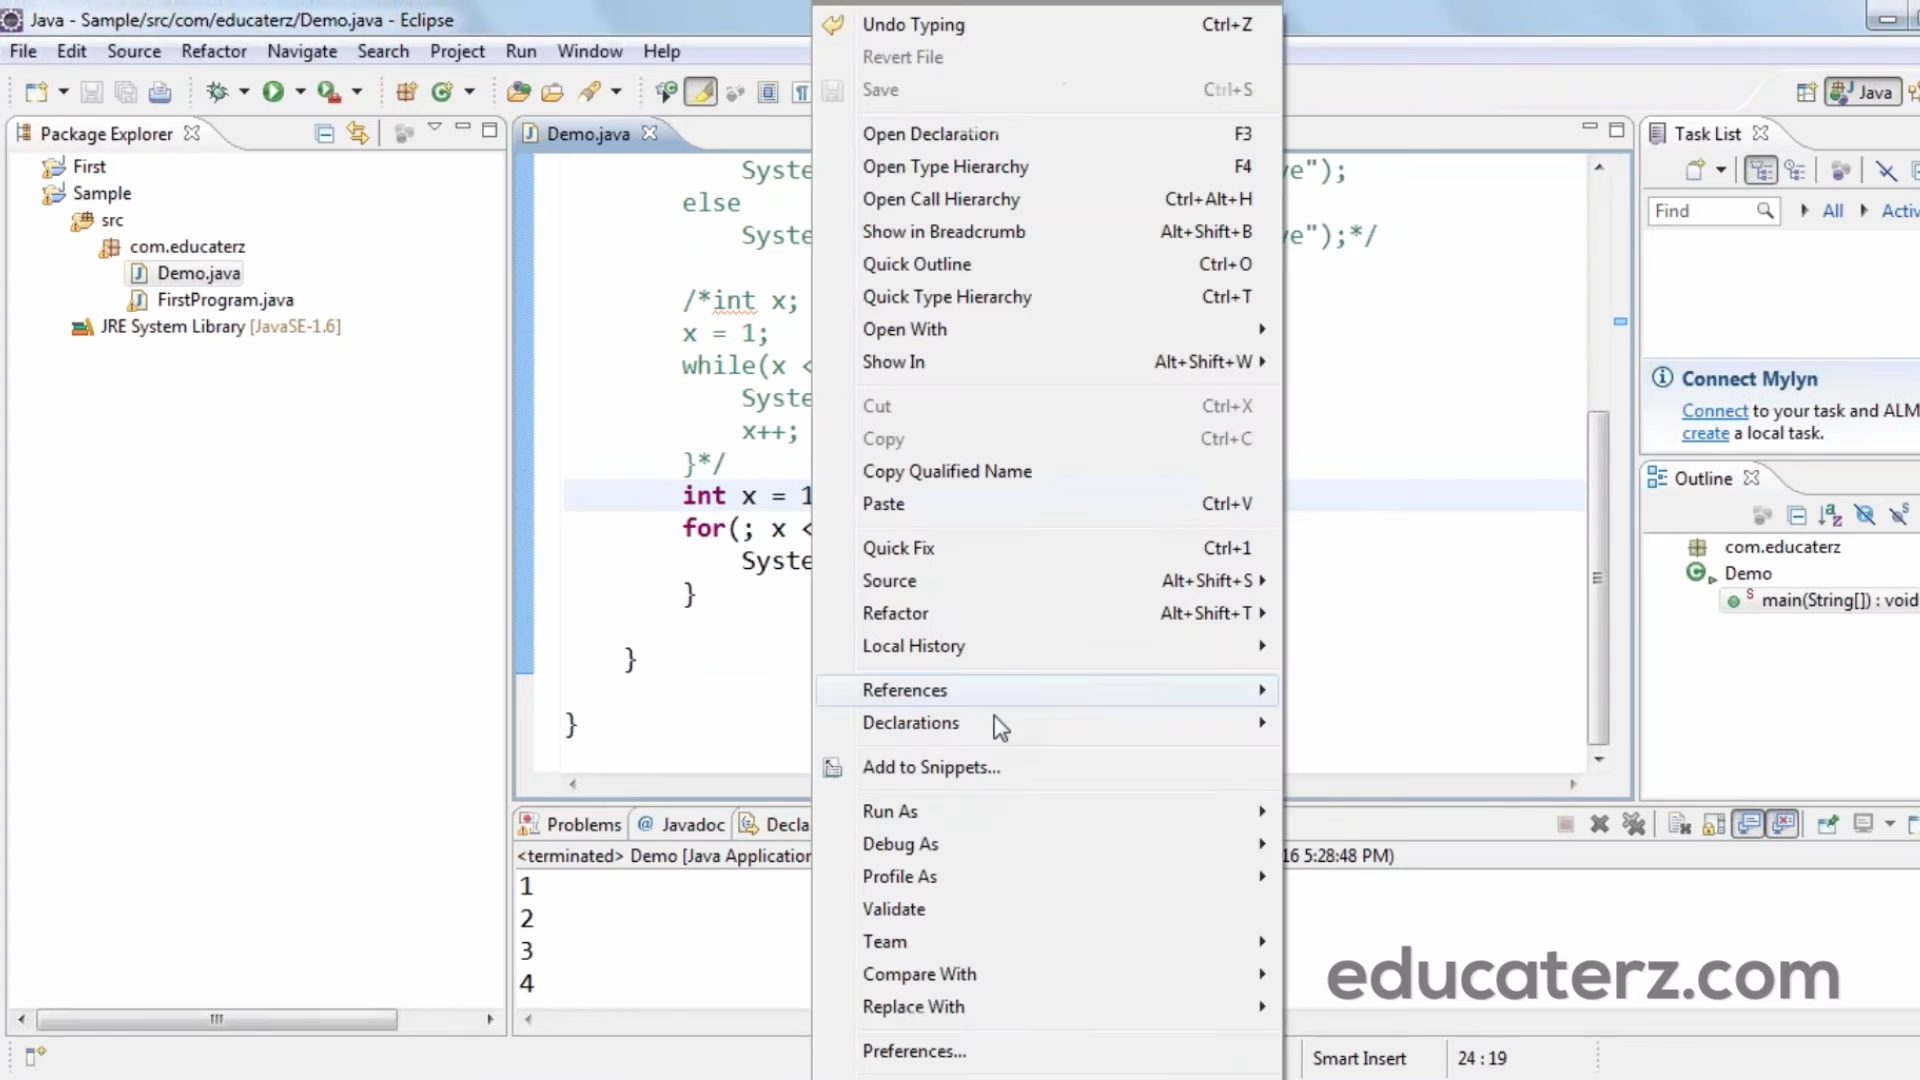 Java - Sample/src/com/educaterz/Demo.java - Eclipse
File Edit Source Refactor Navigate Search Project Run Window Help
Java
Package Explorer
First
Sample
src
com.educaterz
Demo.java
FirstProgram.java
JRE System Library [JavaSE-1.6]
Demo.java
Syste
ve");
else
Syste
ve");*/
/*int x;
x = 1;
while(x <
Syste
x++;
}*/
int x = 1
for(; x <
Syste
}
}
}
Undo Typing Ctrl+Z
Revert File
Save Ctrl+S
Open Declaration F3
Open Type Hierarchy F4
Open Call Hierarchy Ctrl+Alt+H
Show in Breadcrumb Alt+Shift+B
Quick Outline Ctrl+O
Quick Type Hierarchy Ctrl+T
Open With
Show In Alt+Shift+W
Cut Ctrl+X
Copy Ctrl+C
Copy Qualified Name
Paste Ctrl+V
Quick Fix Ctrl+1
Source Alt+Shift+S
Refactor Alt+Shift+T
Local History
References
Declarations
Add to Snippets...
Run As
Debug As
Profile As
Validate
Team
Compare With
Replace With
Preferences...
Task List
Find All Activ
Connect Mylyn
Connect to your task and ALM
create a local task.
Outline
com.educaterz
Demo
main(String[]) : void
Problems @ Javadoc Decla
<terminated> Demo [Java Application
16 5:28:48 PM)
1
2
3
4
educaterz.com
Smart Insert 24 : 19